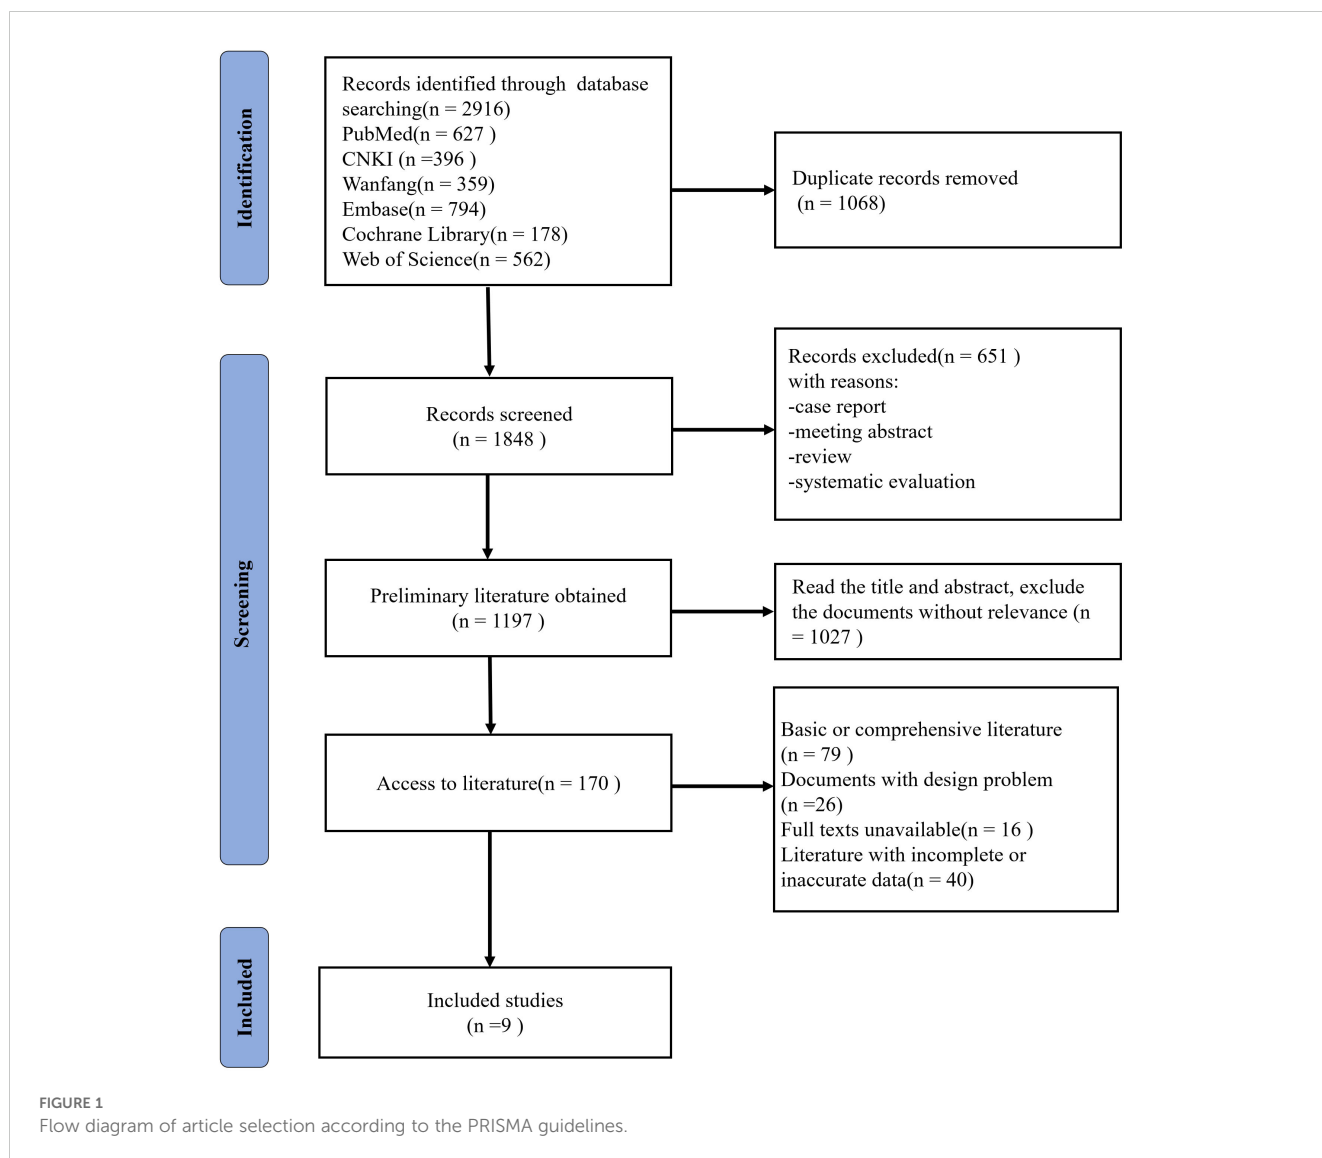 Identification
Records identified through  database
searching(n = 2916)
PubMed(n = 627 )
CNKI (n =396 )
Wanfang(n = 359)
Embase(n = 794)
Cochrane Library(n = 178)
Web of Science(n = 562)
Duplicate records removed
(n = 1068)
Screening
Records screened
(n = 1848 )
Records excluded(n = 651 )
with reasons:
-case report
-meeting abstract
-review
-systematic evaluation
Preliminary literature obtained
(n = 1197 )
Read the title and abstract, exclude
the documents without relevance (n
= 1027 )
Access to literature(n = 170 )
Basic or comprehensive literature
(n = 79 )
Documents with design problem
(n =26)
Full texts unavailable(n = 16 )
Literature with incomplete or
inaccurate data(n = 40)
Included
Included studies
(n =9 )
FIGURE 1
Flow diagram of article selection according to the PRISMA guidelines.